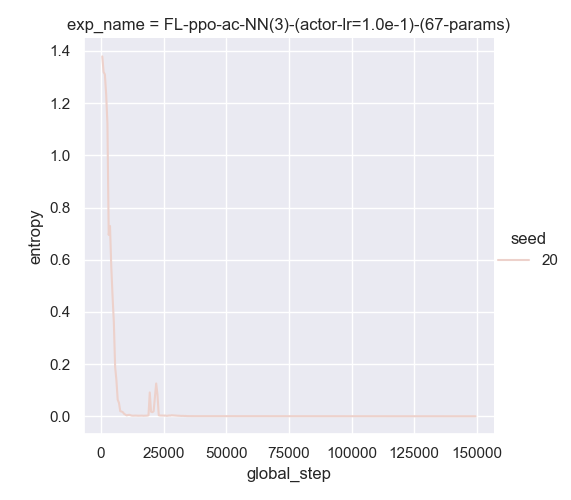 exp_name = FL-ppo-ac-NN(3)-(actor-lr=1.0e-1)-(67-params)
1.4
1.2
1.0
0.8
0.6
0.4
0.2
0.0
entropy
0 25000 50000 75000 100000 125000 150000
global_step
seed
20